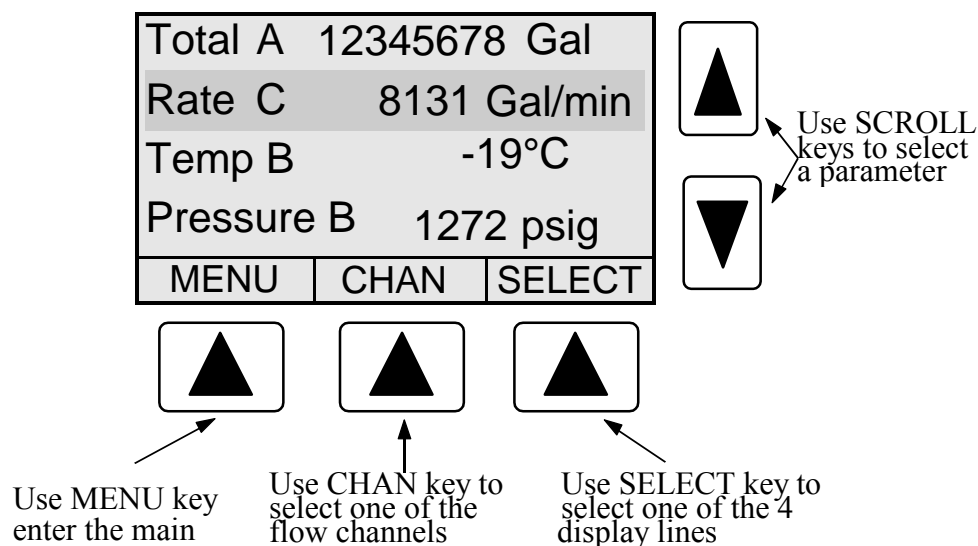 Total A 12345678 Gal
Rate C 8131 Gal/min
Temp B -19°C
Pressure B 1272 psig
MENU CHAN SELECT
Use SCROLL
keys to select
a parameter
Use MENU key
enter the main
Use CHAN key to
select one of the
flow channels
Use SELECT key to
select one of the 4
display lines